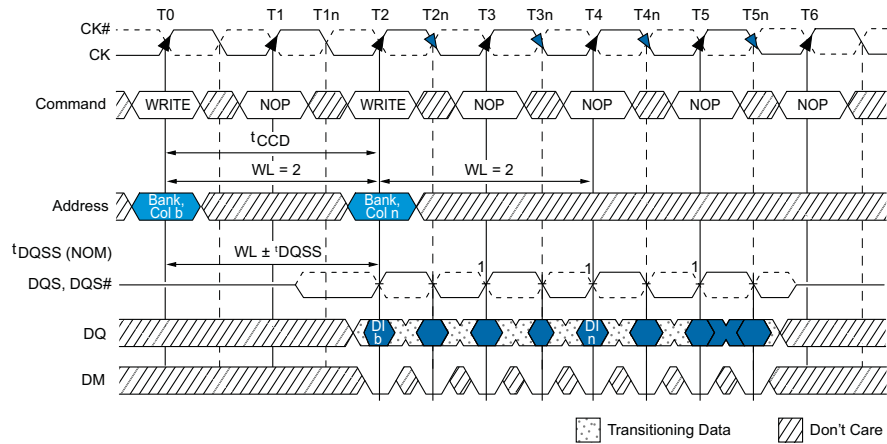 T0 T1 T1n T2 T2n T3 T3n T4 T4n T5 T5n T6
CK#
CK
Command WRITE NOP WRITE NOP NOP NOP NOP
tCCD
WL = 2 WL = 2
Address Bank, Col b Bank, Col n
tDQSS (NOM) WL ± tDQSS
DQS, DQS# 1 1 1
DQ DI b DI n
DM
Transitioning Data Don't Care